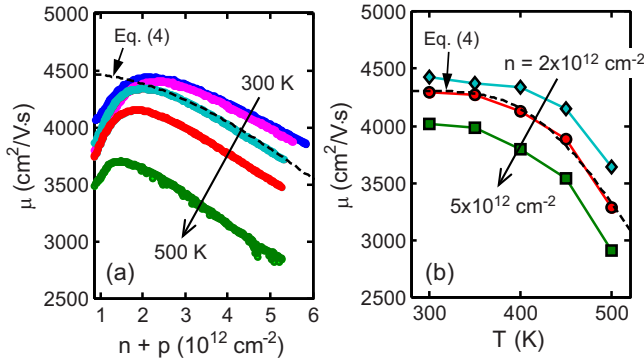 5000
4500
4000
3500
3000
2500
μ (cm²/V·s)
Eq. (4)
300 K
500 K
(a)
1 2 3 4 5 6
n + p (10¹² cm⁻²)
5000
4500
4000
3500
3000
2500
μ (cm²/V·s)
Eq. (4)
n = 2x10¹² cm-²
5x10¹² cm-²
(b)
300 350 400 450 500
T (K)